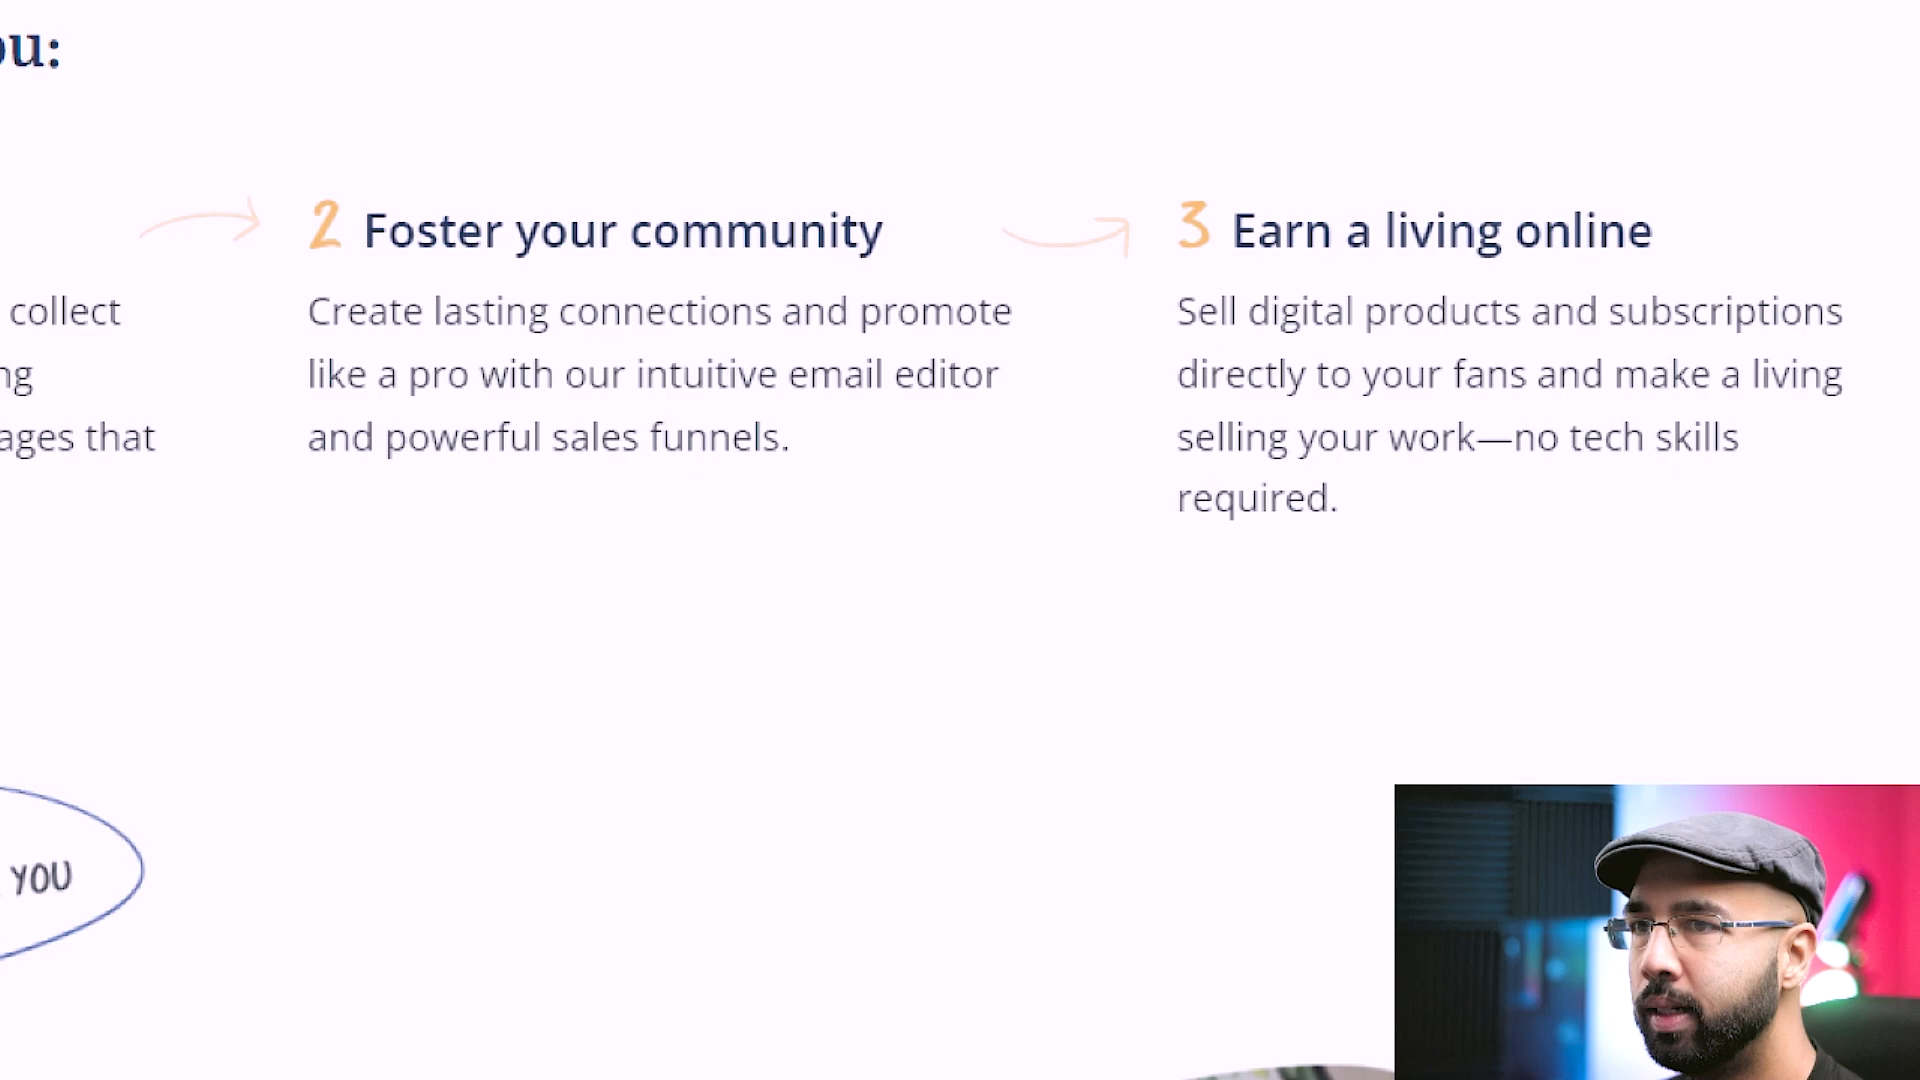 ou:
2 Foster your community
3 Earn a living online
collect
ng
ages that
Create lasting connections and promote
like a pro with our intuitive email editor
and powerful sales funnels.
Sell digital products and subscriptions
directly to your fans and make a living
selling your work—no tech skills
required.
YOU